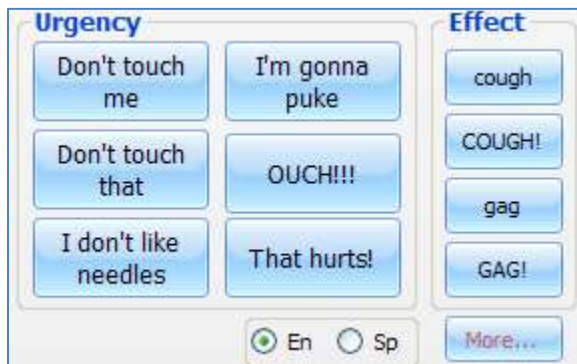 Urgency
Don't touch
me
I'm gonna
puke
Don't touch
that
OUCH!!!
I don't like
needles
That hurts!
En
Sp
Effect
cough
COUGH!
gag
GAG!
More...